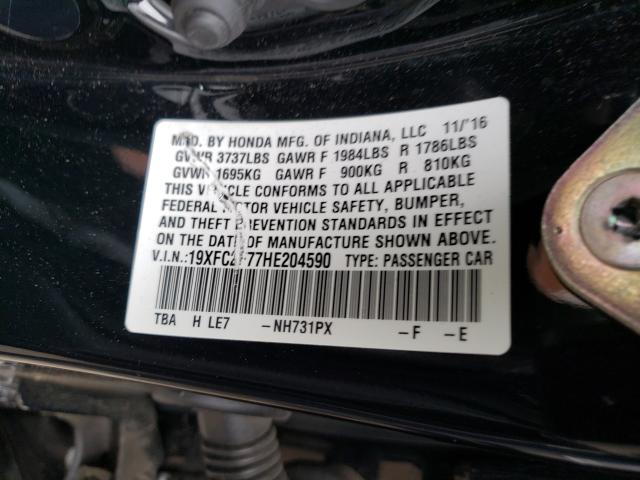 MFD. BY HONDA MFG. OF INDIANA, LLC 11/'16
GVWR 3737LBS GAWR F 1984LBS R 1786LBS
GVWR 1695KG GAWR F 900KG R 810KG
THIS VEHICLE CONFORMS TO ALL APPLICABLE
FEDERAL MOTOR VEHICLE SAFETY, BUMPER,
AND THEFT PREVENTION STANDARDS IN EFFECT
ON THE DATE OF MANUFACTURE SHOWN ABOVE.
V.I.N.: TYPE: PASSENGER CAR
TBA H LE7 -NH731PX -F -E